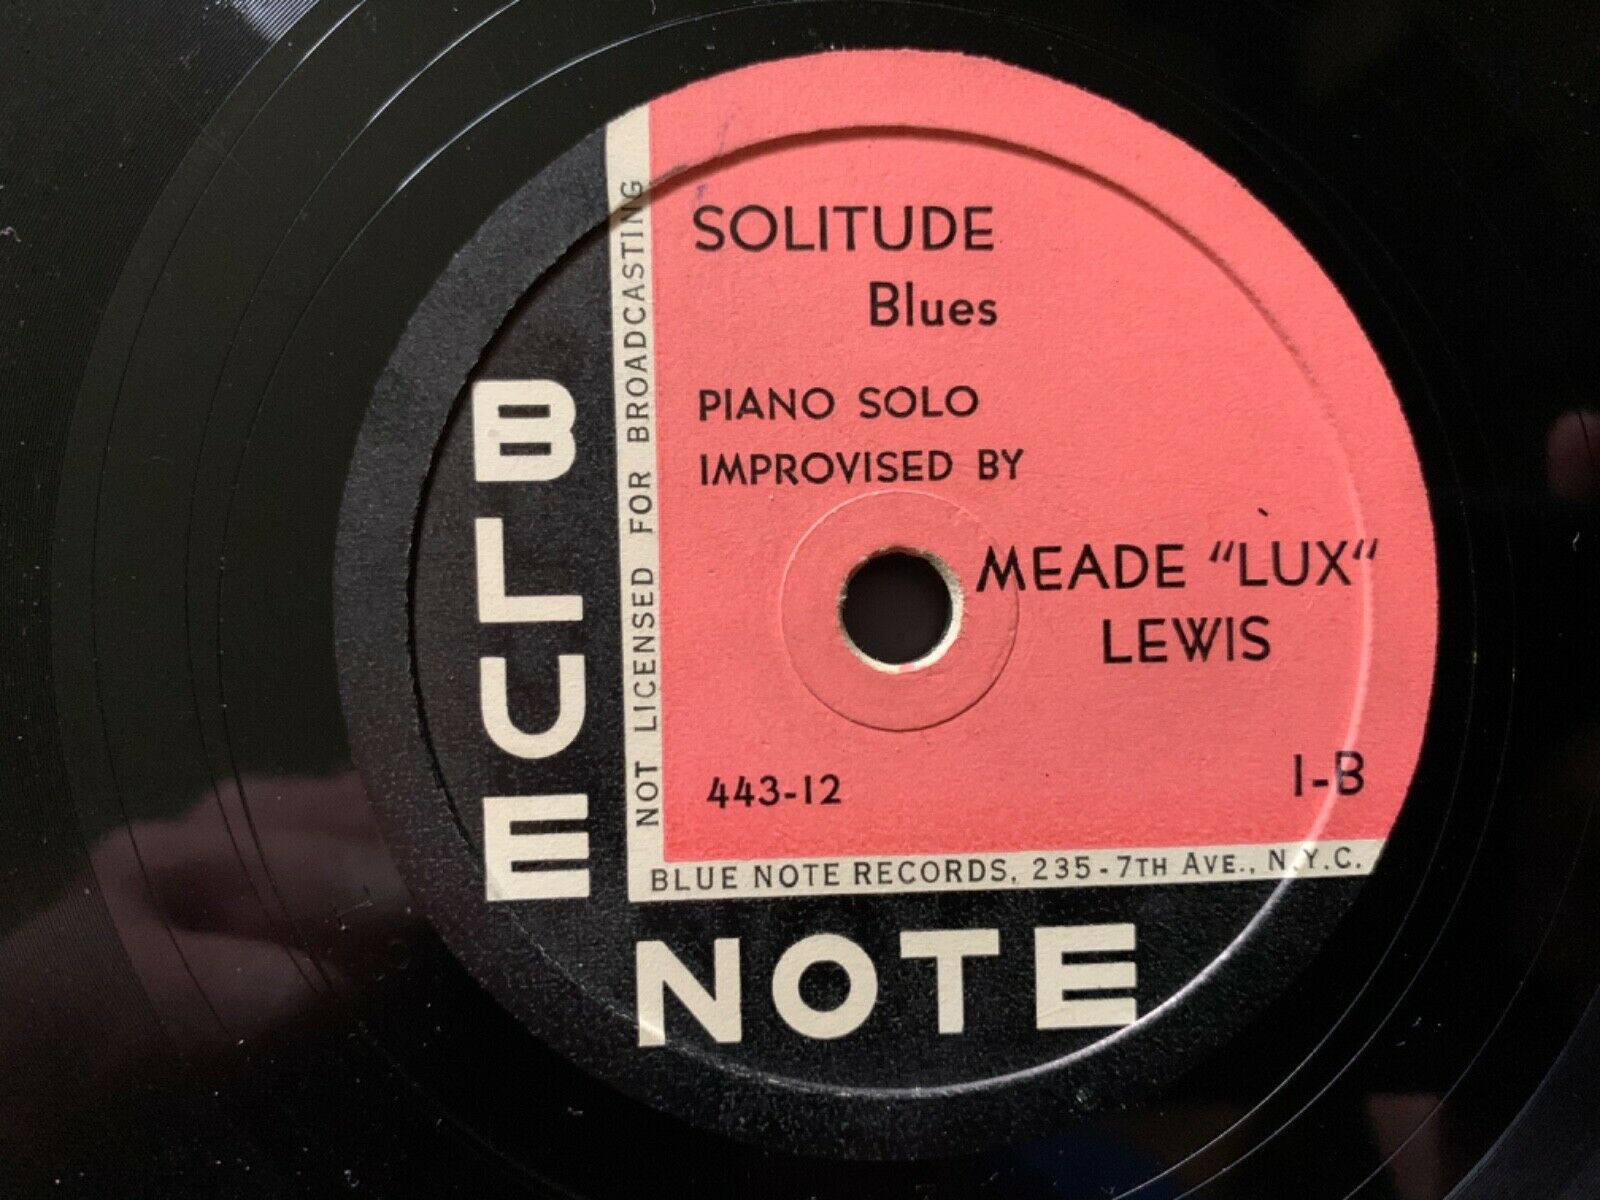 SOLITUDE
Blues
PIANO SOLO
IMPROVISED BY
MEADE “LUX“
LEWIS
443-12
1-B
NOT LICENSED FOR BROADCASTING
BLUE NOTE RECORDS, 235-7TH AVE., N.Y.C.
BLUE
NOTE